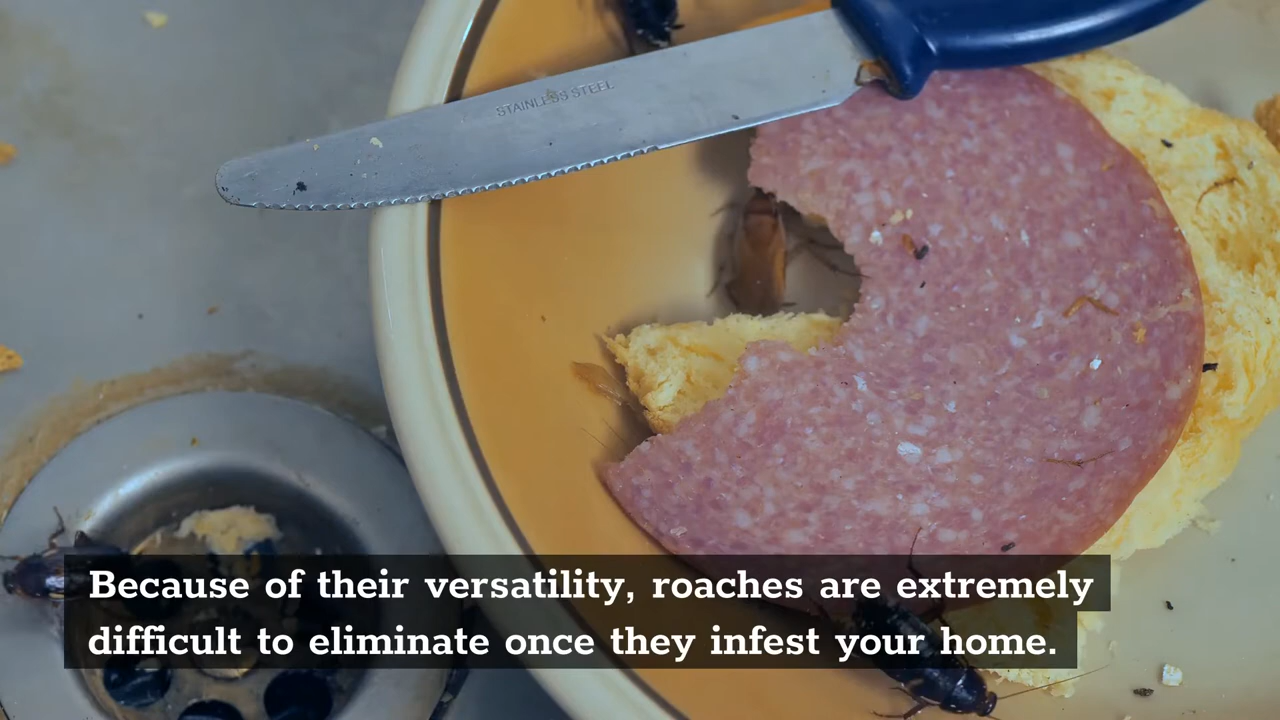 STAINLESS STEEL
Because of their versatility, roaches are extremely
difficult to eliminate once they infest your home.